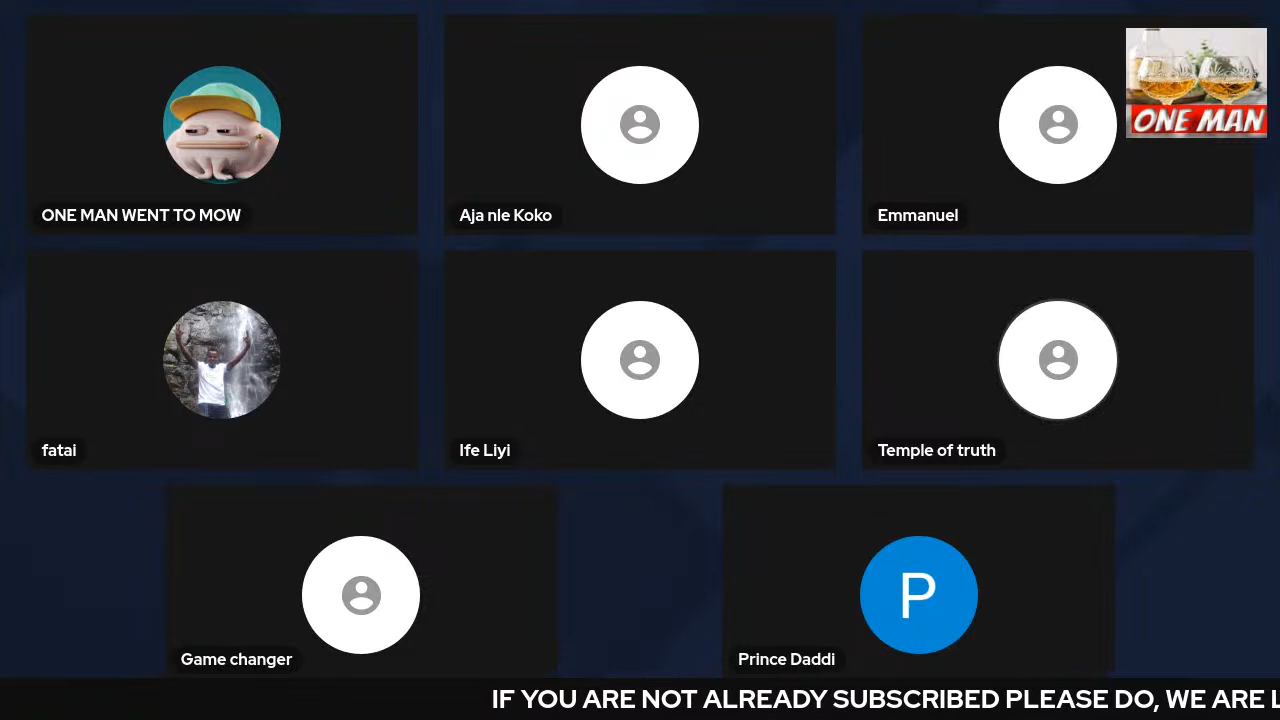 ONE MAN
ONE MAN WENT TO MOW
Aja nle Koko
Emmanuel
fatai
Ife Liyi
Temple of truth
P
Game changer
Prince Daddi
IF YOU ARE NOT ALREADY SUBSCRIBED PLEASE DO, WE ARE